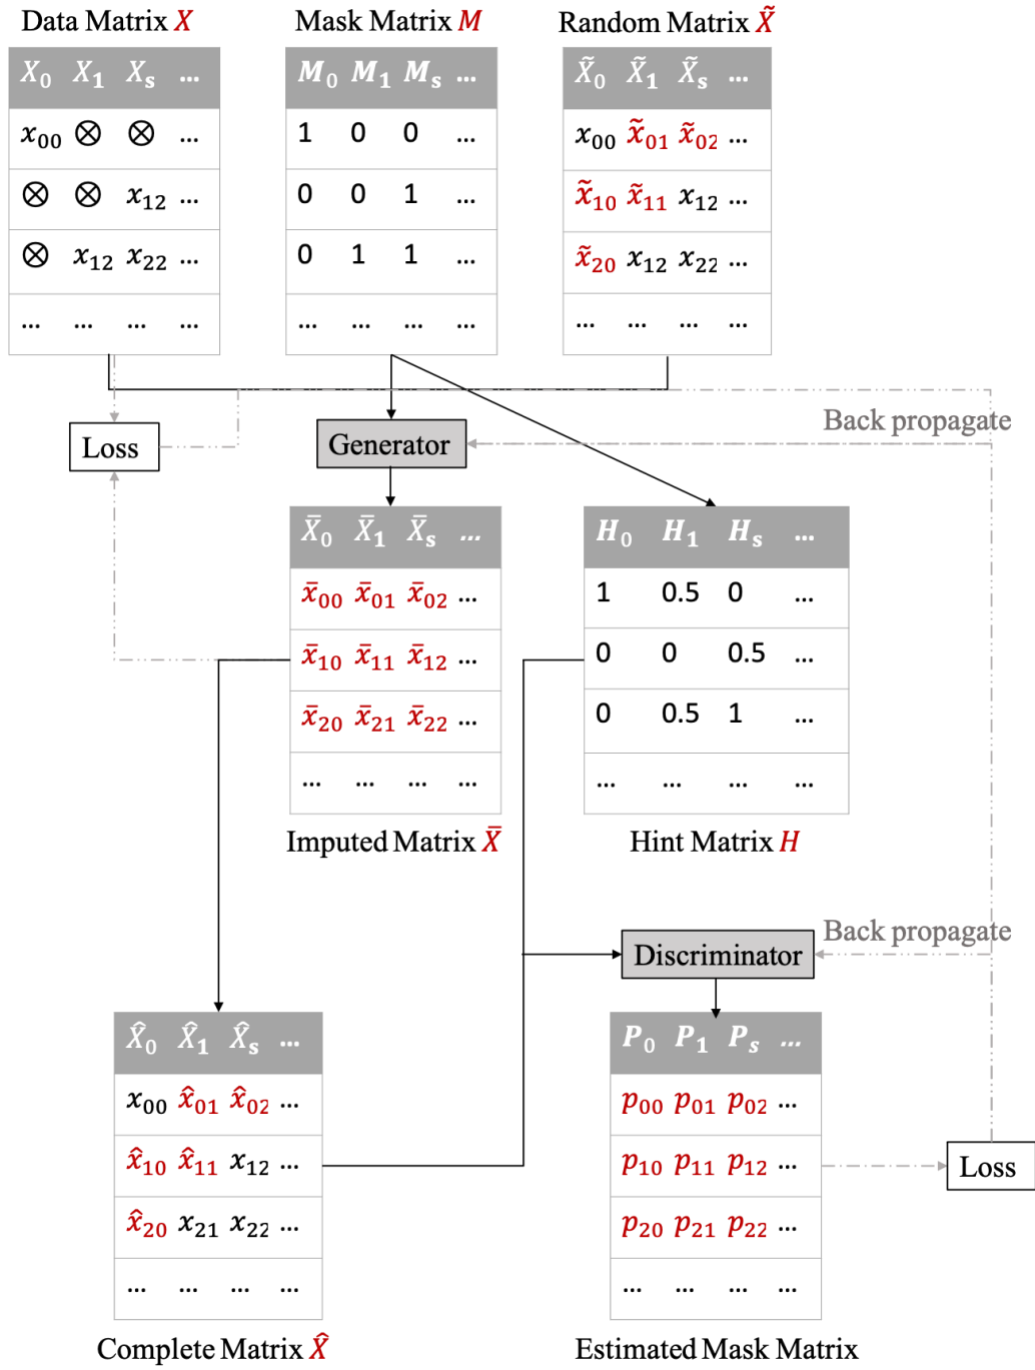 Data Matrix X
Mask Matrix M
Random Matrix X̃
X₀ X₁ Xₛ ...
x₀₀ ⊗ ⊗ ...
⊗ ⊗ x₁₂ ...
⊗ x₁₂ x₂₂ ...
... ... ... ...
M₀ M₁ Mₛ ...
1 0 0 ...
0 0 1 ...
0 1 1 ...
... ... ... ...
X̃₀ X̃₁ X̃ₛ ...
x₀₀ x̃₀₁ x̃₀₂ ...
x̃₁₀ x̃₁₁ x₁₂ ...
x̃₂₀ x₁₂ x₂₂ ...
... ... ... ...
Loss
Generator
Back propagate
X̄₀ X̄₁ X̄ₛ ...
x̄₀₀ x̄₀₁ x̄₀₂ ...
x̄₁₀ x̄₁₁ x̄₁₂ ...
x̄₂₀ x̄₂₁ x̄₂₂ ...
... ... ... ...
Imputed Matrix X̄
H₀ H₁ Hₛ ...
1 0.5 0 ...
0 0 0.5 ...
0 0.5 1 ...
... ... ... ...
Hint Matrix H
Back propagate
Discriminator
X̂₀ X̂₁ X̂ₛ ...
x₀₀ x̂₀₁ x̂₀₂ ...
x̂₁₀ x̂₁₁ x₁₂ ...
x̂₂₀ x₂₁ x₂₂ ...
... ... ... ...
Complete Matrix X̂
P₀ P₁ Pₛ ...
p₀₀ p₀₁ p₀₂ ...
p₁₀ p₁₁ p₁₂ ...
p₂₀ p₂₁ p₂₂ ...
... ... ... ...
Estimated Mask Matrix
Loss